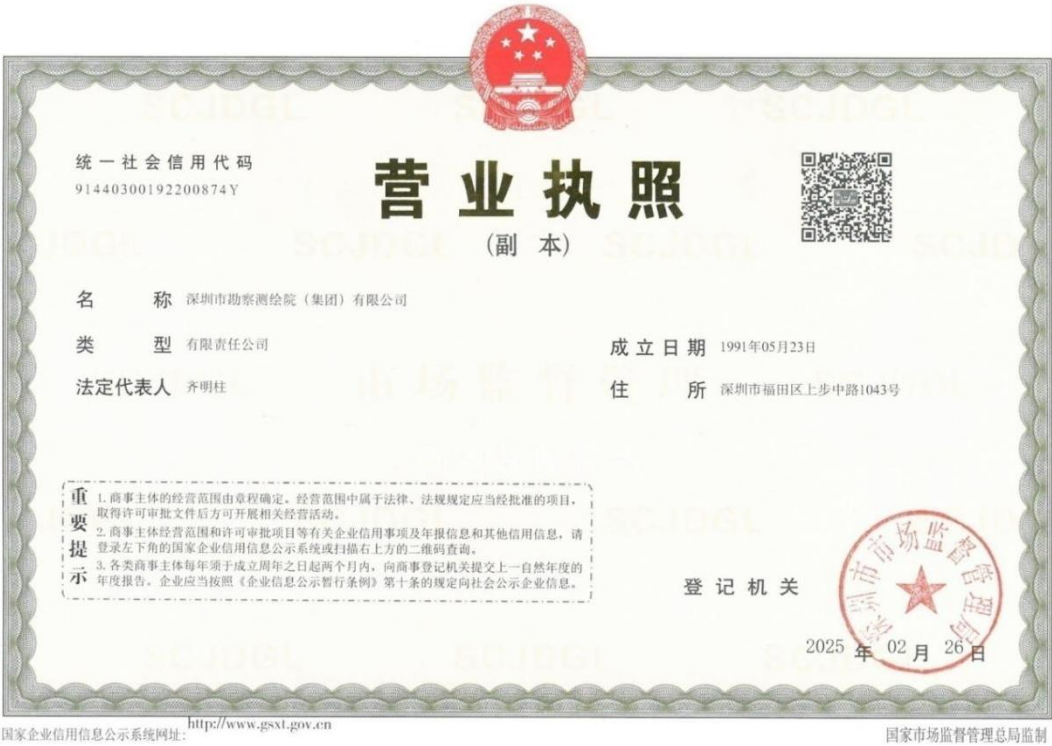 统一社会信用代码
91440300192200874Y
营业执照
(副 本)
名 称 深圳市勘察测绘院（集团）有限公司
类 型 有限责任公司
成立日期 1991年05月23日
法定代表人 齐明柱
住 所 深圳市福田区上步中路1043号
重要提示
1. 商事主体的经营范围由章程确定。经营范围中属于法律、法规规定应当经批准的项目，
取得许可审批文件后方可开展相关经营活动。
2. 商事主体经营范围和许可审批项目等有关企业信用事项及年报信息和其他信用信息，请
登录左下角的国家企业信用信息公示系统或扫描右上方的二维码查询。
3. 各类商事主体每年须于成立周年之日起两个月内，向商事登记机关提交上一自然年度的
年度报告。企业应当按照《企业信息公示暂行条例》第十条的规定向社会公示企业信息。
登记机关
深圳市市场监督管理局
2025 年 02 月 26 日
国家企业信用信息公示系统网址：http://www.gsxt.gov.cn
国家市场监督管理总局监制
SCJDGL
市场监督管理